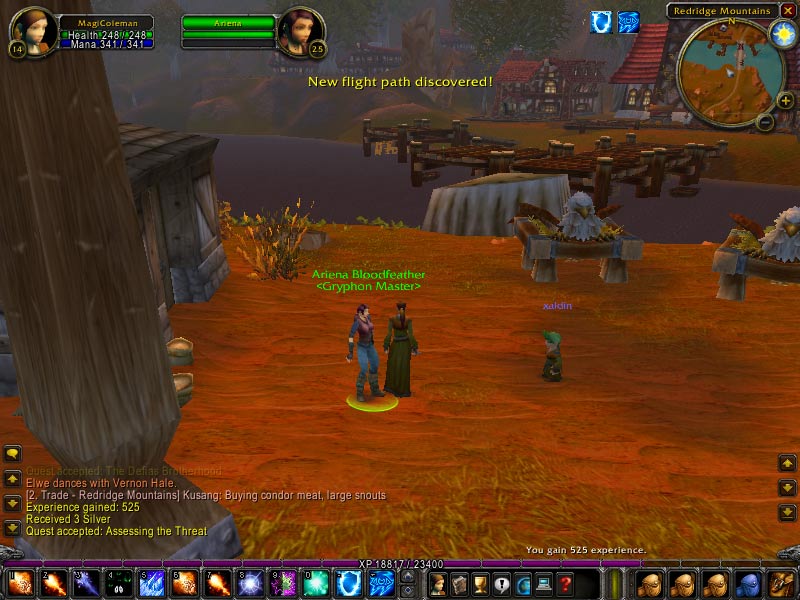 MagiColeman
Health 248 / 248
Mana 341 / 341
14
Ariena
25
Redridge Mountains
N
New flight path discovered!
Ariena Bloodfeather
<Gryphon Master>
xaldin
Quest accepted: The Defias Brotherhood
Elwe dances with Vernon Hale.
[2. Trade - Redridge Mountains] Kusang: Buying condor meat, large snouts
Experience gained: 525
Received 3 Silver
Quest accepted: Assessing the Threat
You gain 525 experience.
XP 18817 / 23400